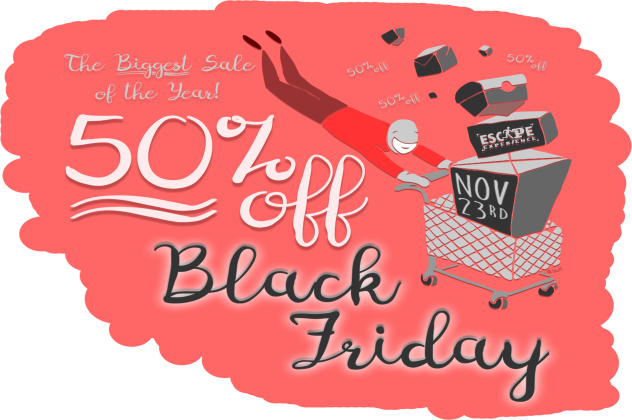 The Biggest Sale
of the Year!
50% off
Black
Friday
50% off
50% off
50% off
ESCAPE
EXPERIENCE
NOV
23RD